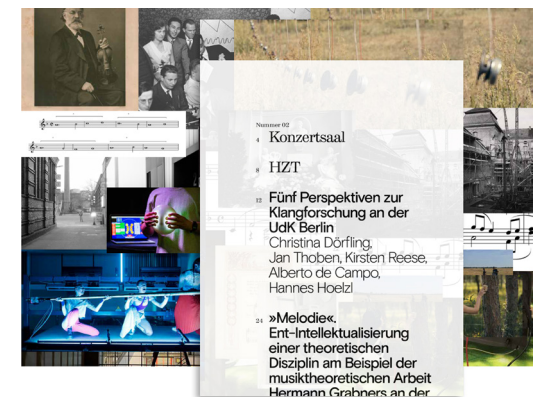 Nummer 02
4 Konzertsaal
8 HZT
12 Fünf Perspektiven zur
Klangforschung an der
UdK Berlin
Christina Dörfling,
Jan Thoben, Kirsten Reese,
Alberto de Campo,
Hannes Hoelzl
24 »Melodie«.
Ent-Intellektualisierung
einer theoretischen
Disziplin am Beispiel der
musiktheoretischen Arbeit
Hermann Grabners an der